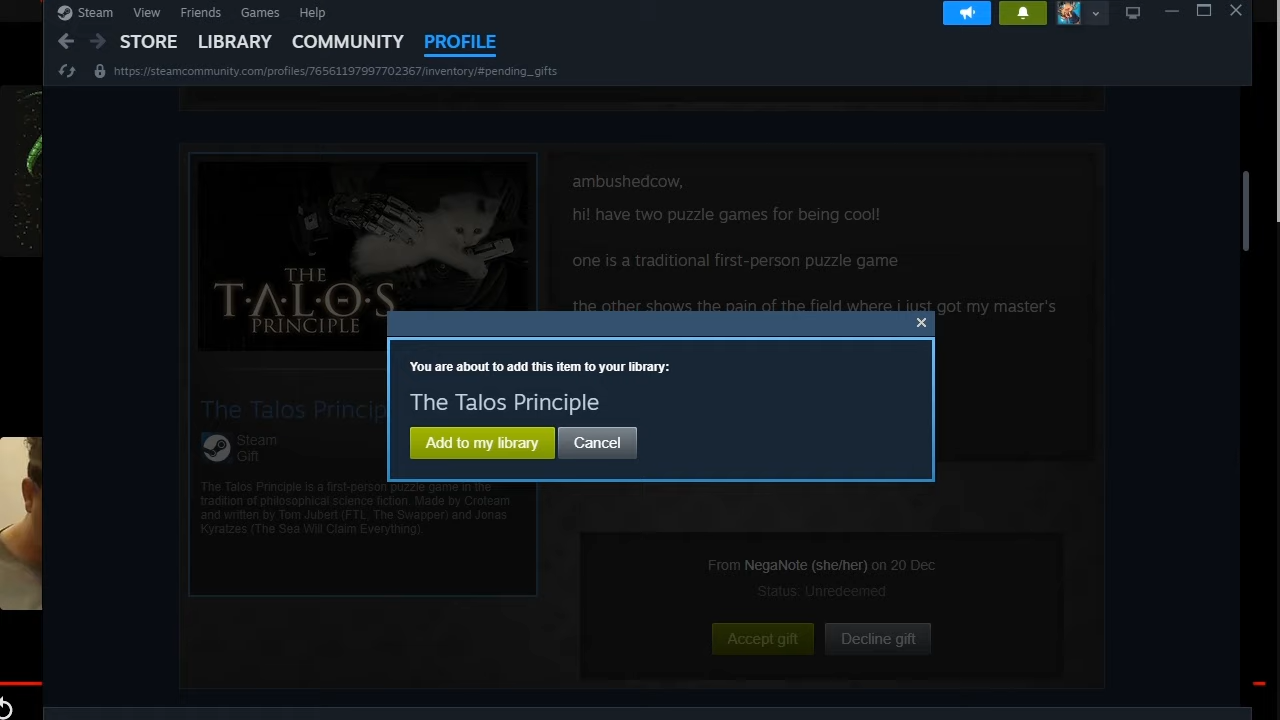 Steam View Friends Games Help
STORE LIBRARY COMMUNITY PROFILE
https://steamcommunity.com/profiles/76561197997702367/inventory/#pending_gifts
ambushedcow,
hi! have two puzzle games for being cool!
one is a traditional first-person puzzle game
the other shows the pain of the field where i just got my master's
THE
T·A·L·O·S
PRINCIPLE
You are about to add this item to your library:
The Talos Principle
Add to my library Cancel
The Talos Princip
Steam
Gift
The Talos Principle is a first-person puzzle game in the
tradition of philosophical science fiction. Made by Croteam
and written by Tom Jubert (FTL, The Swapper) and Jonas
Kyratzes (The Sea Will Claim Everything).
From NegaNote (she/her) on 20 Dec
Status: Unredeemed
Accept gift Decline gift